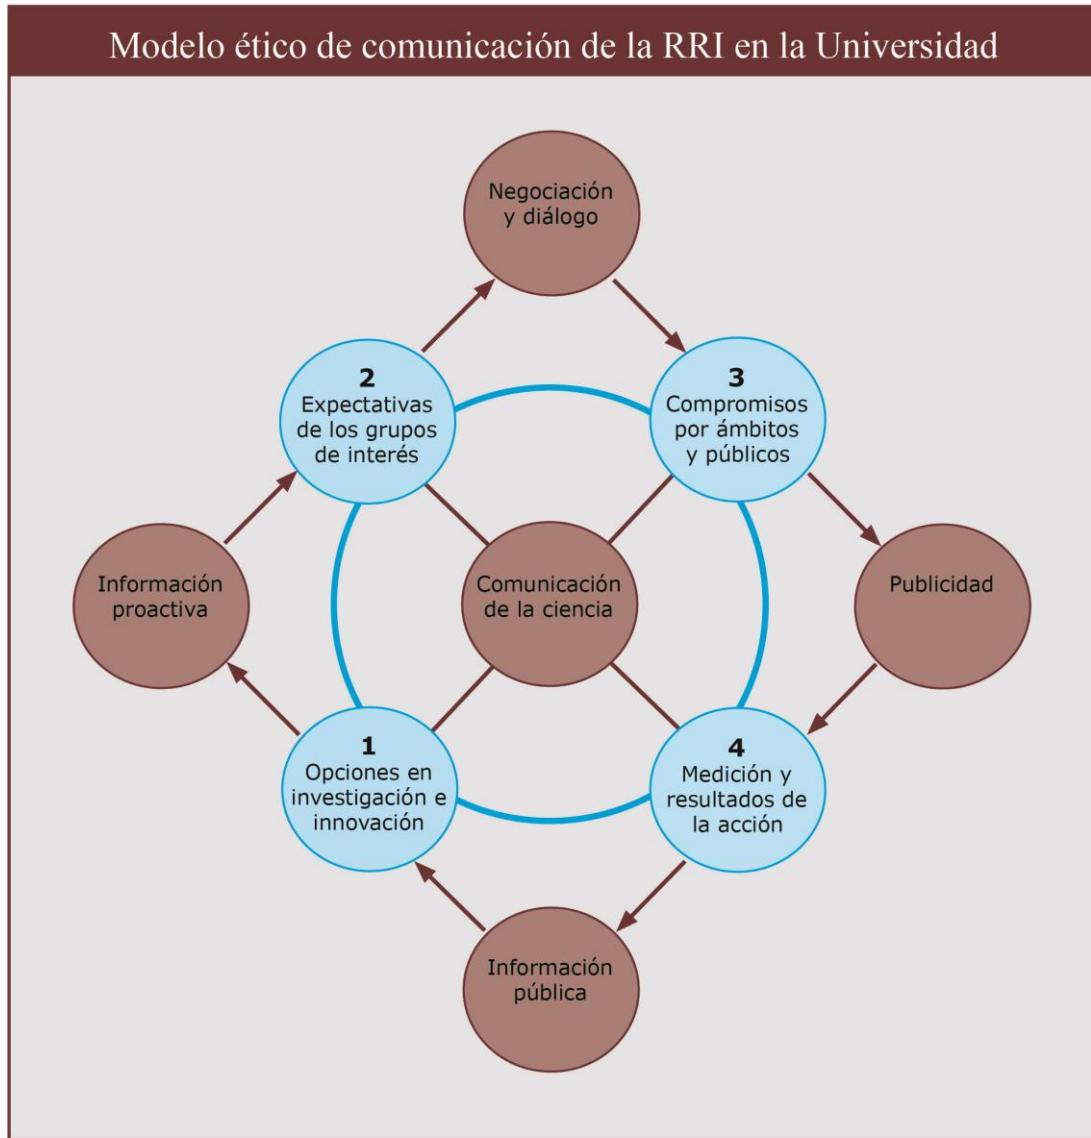 Modelo ético de comunicación de la RRI en la Universidad
Negociación
y diálogo
2
Expectativas
de los grupos
de interés
3
Compromisos
por ámbitos
y públicos
Información
proactiva
Comunicación
de la ciencia
Publicidad
1
Opciones en
investigación e
innovación
4
Medición y
resultados de
la acción
Información
pública